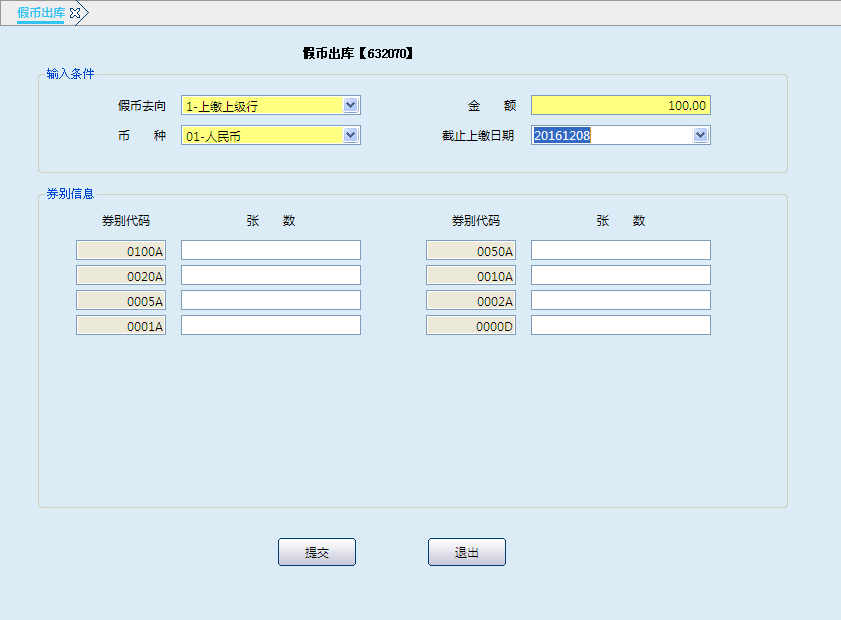 假币出库
假币出库【632070】
输入条件
假币去向 1-上缴上级行 金 额 100.00
币 种 01-人民币 截止上缴日期 20161208
券别信息
券别代码 张 数 券别代码 张 数
0100A 0050A
0020A 0010A
0005A 0002A
0001A 0000D
提交 退出